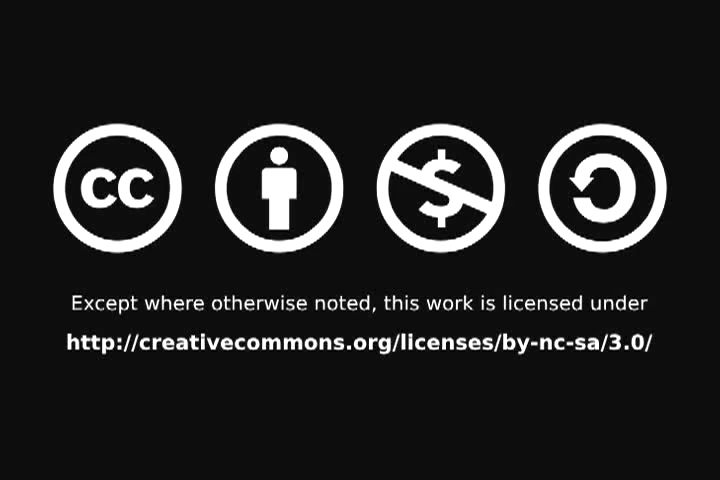 cc
$
Except where otherwise noted, this work is licensed under
http://creativecommons.org/licenses/by-nc-sa/3.0/